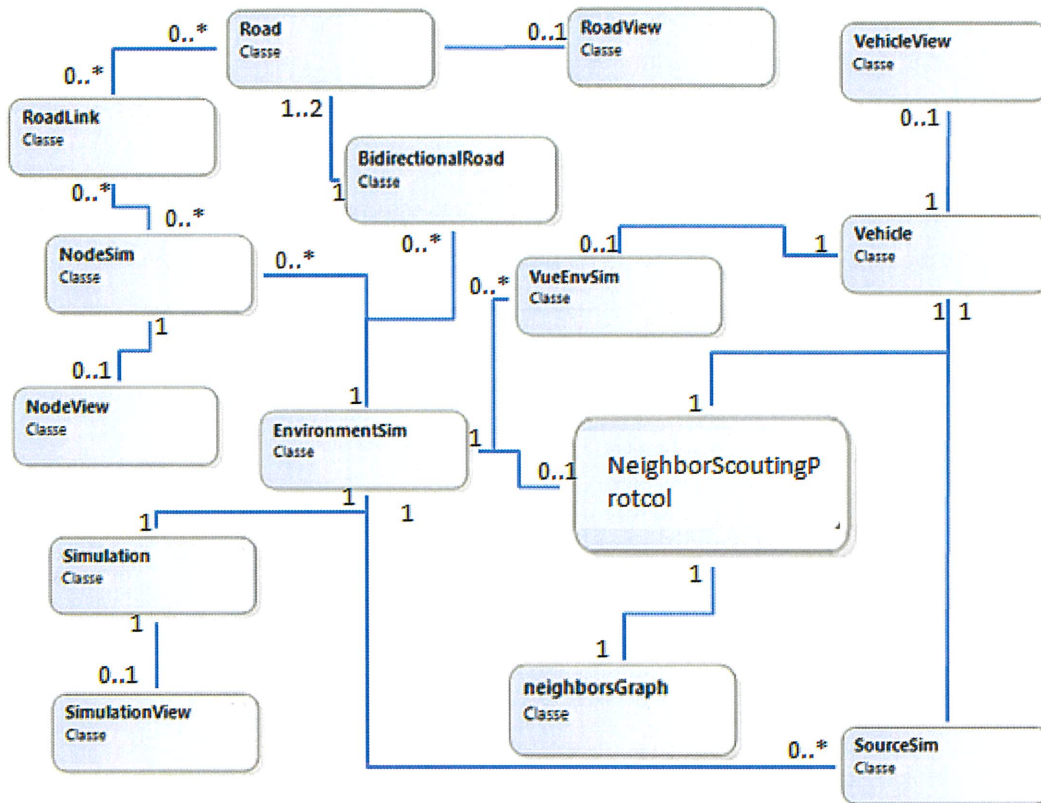 0..*
Road
Classe
0..1
RoadView
Classe
VehicleView
Classe
0..*
RoadLink
Classe
1..2
0..1
BidirectionalRoad
Classe
1
0..*
0..*
NodeSim
Classe
0..*
0..*
0..1
1
1
Vehicle
Classe
0..*
VueEnvSim
Classe
1
1 1
0..1
NodeView
Classe
1
EnvironmentSim
Classe
1
0..1
1
NeighborScoutingP
rotcol
1
1
1
Simulation
Classe
1
1
0..1
1
neighborsGraph
Classe
SimulationView
Classe
0..*
SourceSim
Classe